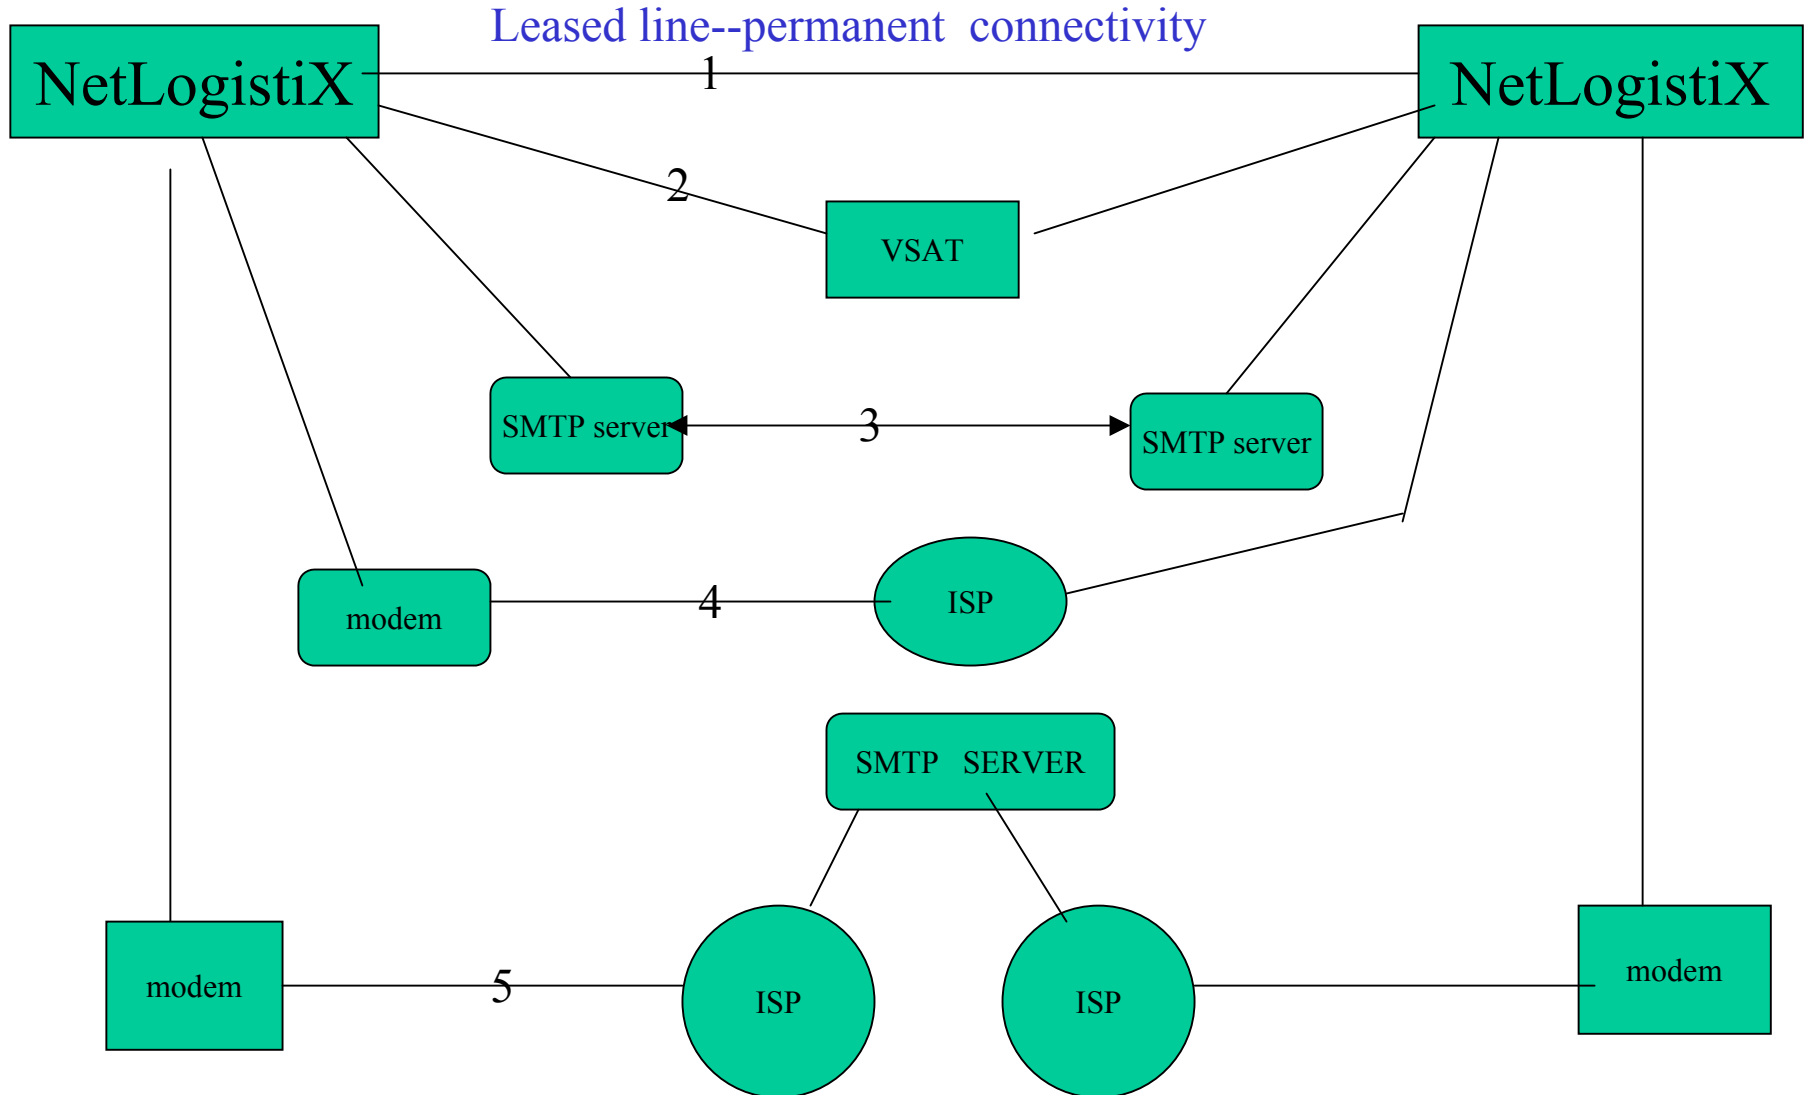 Leased line--permanent connectivity
NetLogistiX
1
NetLogistiX
2
VSAT
SMTP server
3
SMTP server
modem
4
ISP
SMTP SERVER
modem
5
ISP
ISP
modem